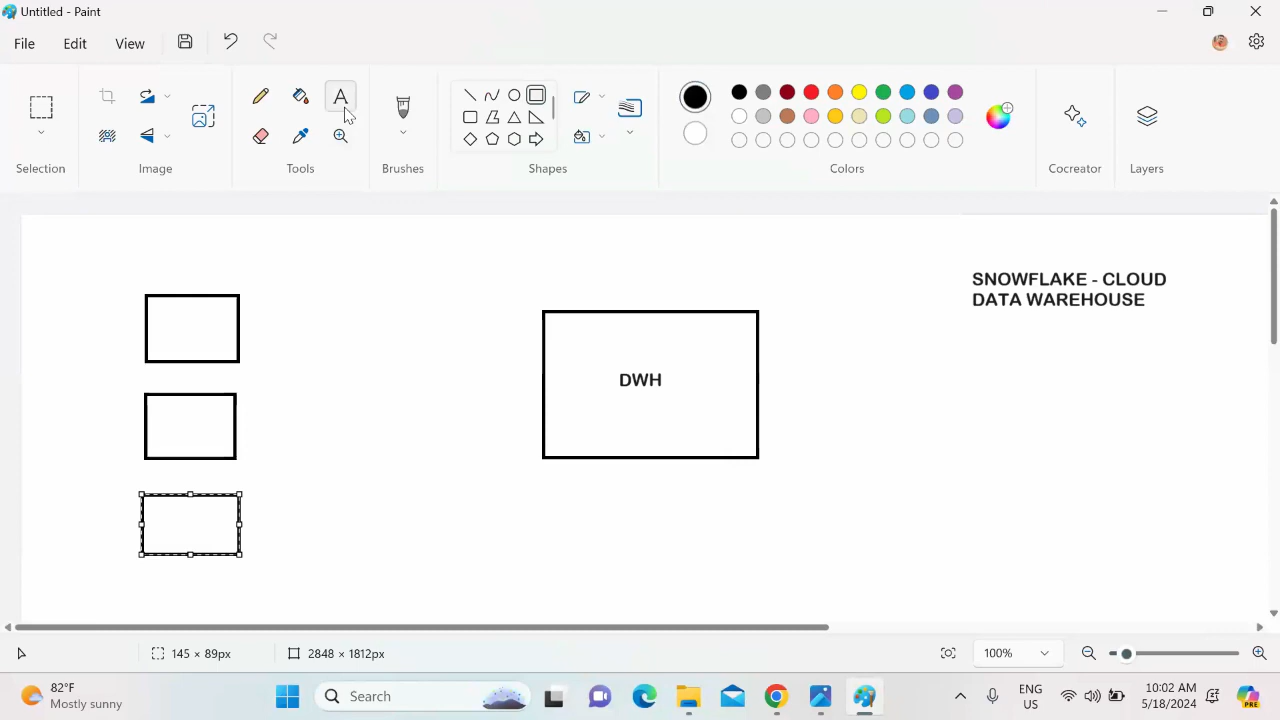 Untitled - Paint
File Edit View
Selection Image Tools Brushes Shapes Colors Cocreator Layers
SNOWFLAKE - CLOUD
DATA WAREHOUSE
DWH
145 × 89px 2848 × 1812px 100%
82°F
Mostly sunny
Search
ENG
US
10:02 AM
5/18/2024
PRE